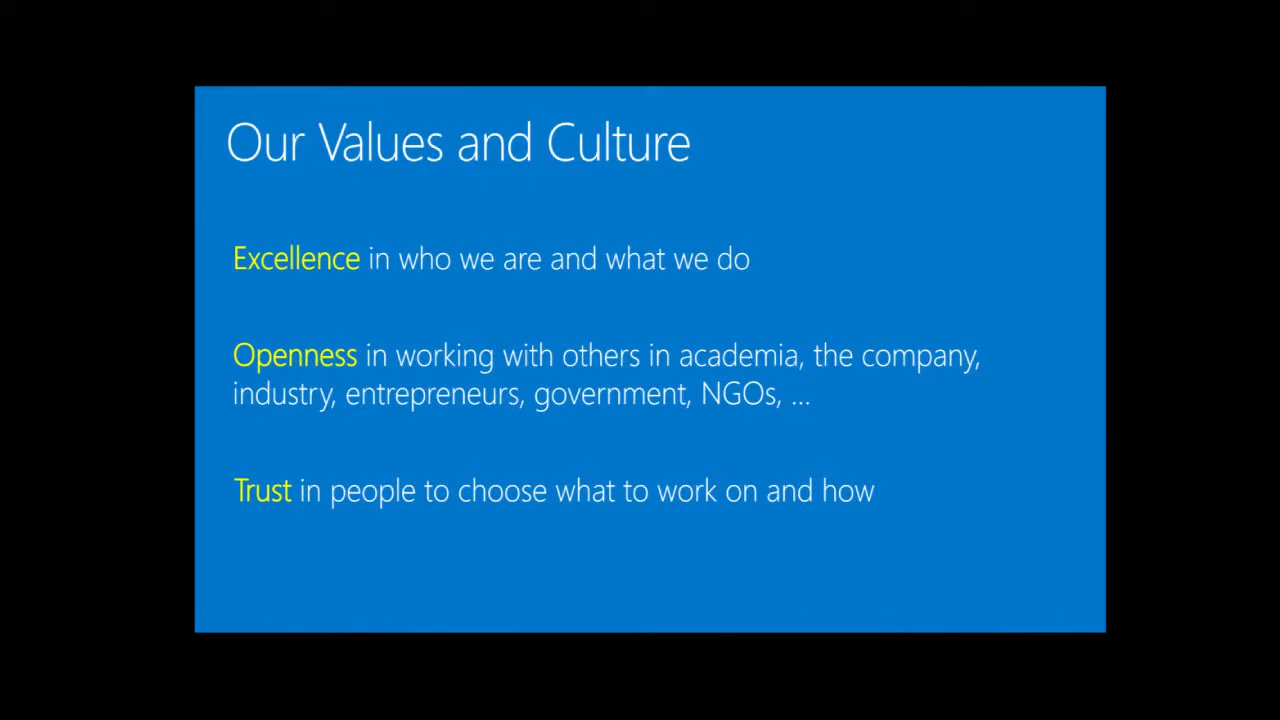 Our Values and Culture
Excellence in who we are and what we do
Openness in working with others in academia, the company,
industry, entrepreneurs, government, NGOs, ...
Trust in people to choose what to work on and how